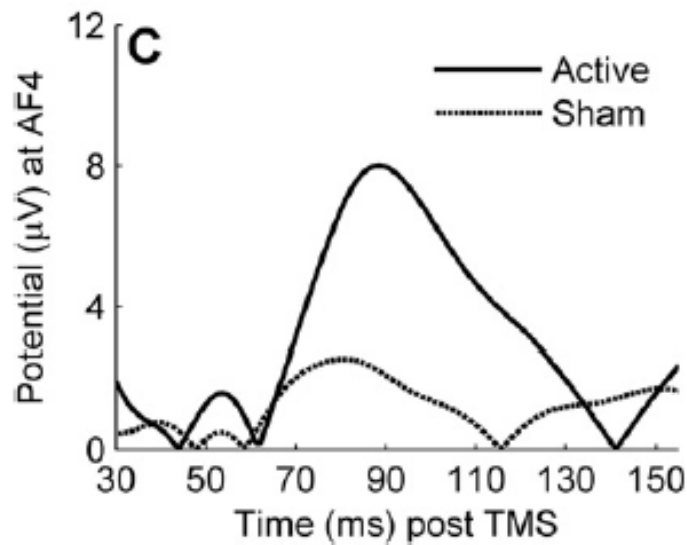 C
Active
Sham
Potential (μV) at AF4
12
8
4
0
30 50 70 90 110 130 150
Time (ms) post TMS